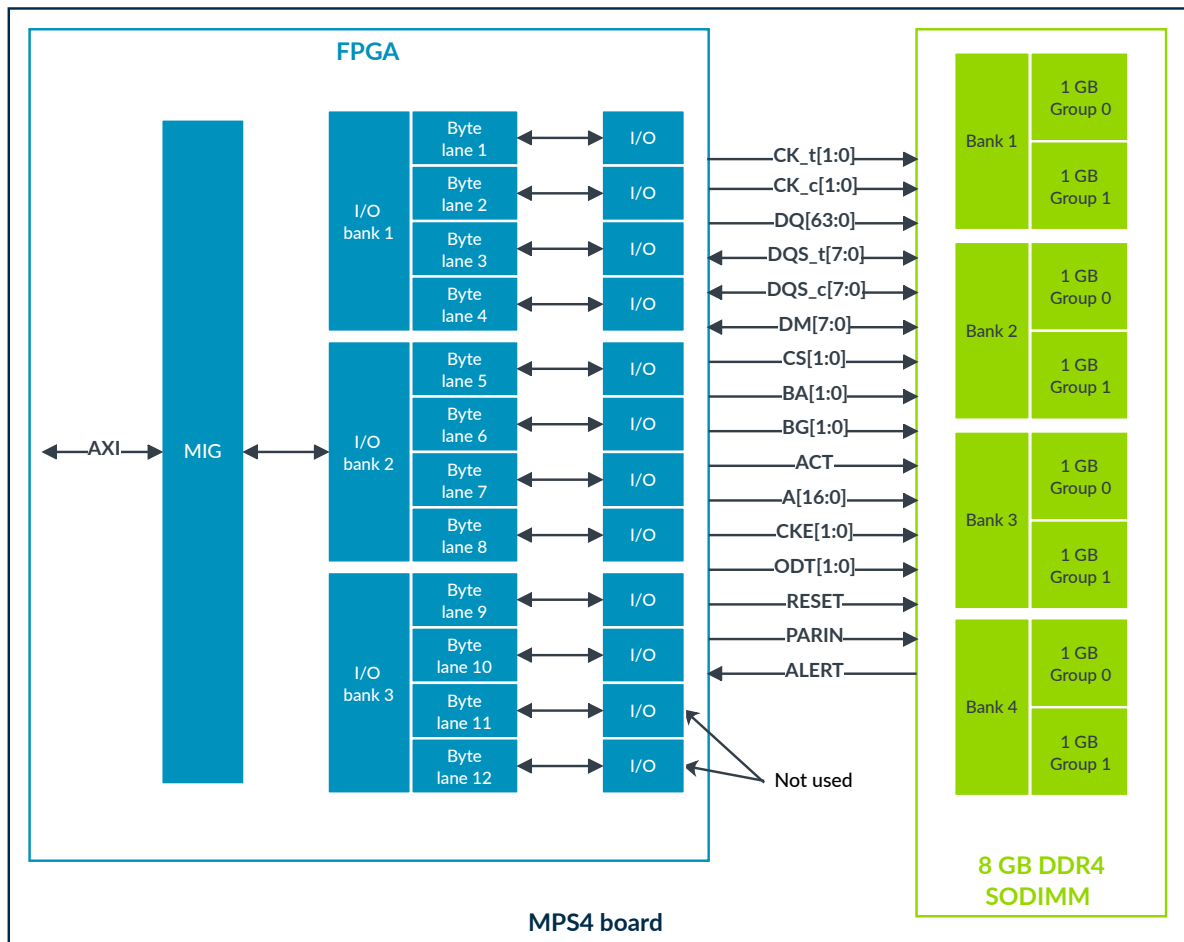 FPGA
AXI
MIG
I/O
bank 1
Byte
lane 1
I/O
Byte
lane 2
I/O
Byte
lane 3
I/O
Byte
lane 4
I/O
I/O
bank 2
Byte
lane 5
I/O
Byte
lane 6
I/O
Byte
lane 7
I/O
Byte
lane 8
I/O
I/O
bank 3
Byte
lane 9
I/O
Byte
lane 10
I/O
Byte
lane 11
I/O
Byte
lane 12
I/O
Not used
CK_t[1:0]
CK_c[1:0]
DQ[63:0]
DQS_t[7:0]
DQS_c[7:0]
DM[7:0]
CS[1:0]
BA[1:0]
BG[1:0]
ACT
A[16:0]
CKE[1:0]
ODT[1:0]
RESET
PARIN
ALERT
Bank 1
1 GB
Group 0
1 GB
Group 1
Bank 2
1 GB
Group 0
1 GB
Group 1
Bank 3
1 GB
Group 0
1 GB
Group 1
Bank 4
1 GB
Group 0
1 GB
Group 1
8 GB DDR4
SODIMM
MPS4 board